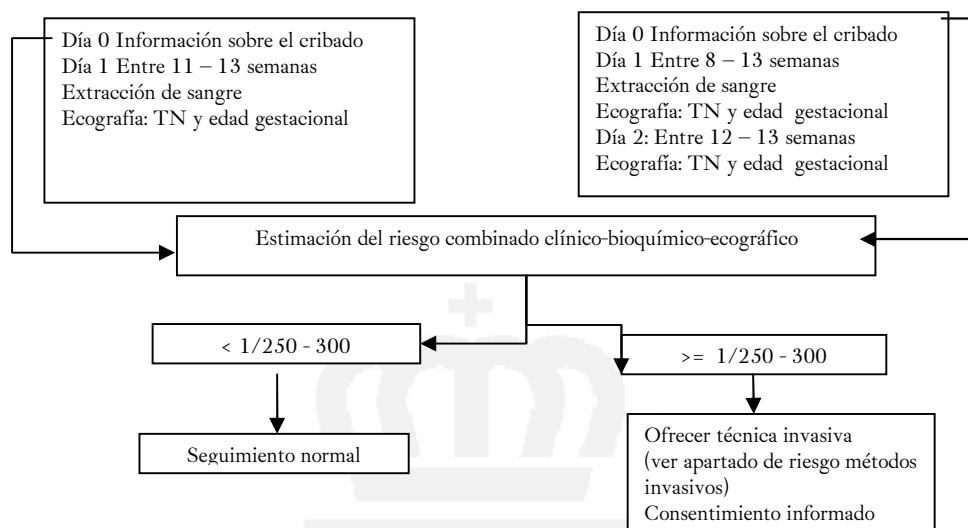 Día 0 Información sobre el cribado
Día 1 Entre 11 – 13 semanas
Extracción de sangre
Ecografía: TN y edad gestacional
Día 0 Información sobre el cribado
Día 1 Entre 8 – 13 semanas
Extracción de sangre
Ecografía: TN y edad gestacional
Día 2: Entre 12 – 13 semanas
Ecografía: TN y edad gestacional
Estimación del riesgo combinado clínico-bioquímico-ecográfico
< 1/250 - 300
>= 1/250 - 300
Seguimiento normal
Ofrecer técnica invasiva
(ver apartado de riesgo métodos
invasivos)
Consentimiento informado